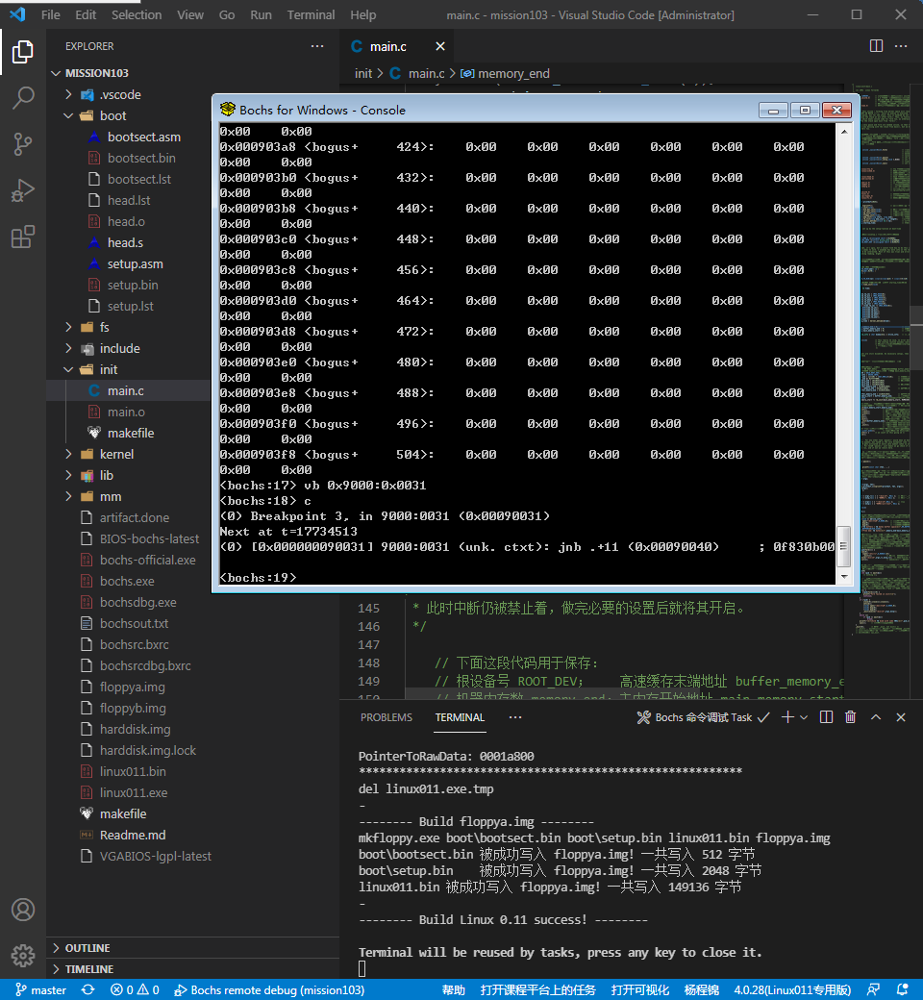 File Edit Selection View Go Run Terminal Help main.c - mission103 - Visual Studio Code [Administrator]
EXPLORER
MISSION103
.vscode
boot
bootsect.asm
bootsect.bin
bootsect.lst
head.lst
head.o
head.s
setup.asm
setup.bin
setup.lst
fs
include
init
main.c
main.o
makefile
kernel
lib
mm
artifact.done
BIOS-bochs-latest
bochs-official.exe
bochs.exe
bochsdbg.exe
bochsout.txt
bochsrc.bxrc
bochsrcdbg.bxrc
floppya.img
floppyb.img
harddisk.img
harddisk.img.lock
linux011.bin
linux011.exe
makefile
Readme.md
VGABIOS-lgpl-latest
OUTLINE
TIMELINE
main.c
init > main.c > memory_end
Bochs for Windows - Console
0x00 0x00
0x000903a8 <bogus+ 424>: 0x00 0x00 0x00 0x00 0x00 0x00
0x00 0x00
0x000903b0 <bogus+ 432>: 0x00 0x00 0x00 0x00 0x00 0x00
0x00 0x00
0x000903b8 <bogus+ 440>: 0x00 0x00 0x00 0x00 0x00 0x00
0x00 0x00
0x000903c0 <bogus+ 448>: 0x00 0x00 0x00 0x00 0x00 0x00
0x00 0x00
0x000903c8 <bogus+ 456>: 0x00 0x00 0x00 0x00 0x00 0x00
0x00 0x00
0x000903d0 <bogus+ 464>: 0x00 0x00 0x00 0x00 0x00 0x00
0x00 0x00
0x000903d8 <bogus+ 472>: 0x00 0x00 0x00 0x00 0x00 0x00
0x00 0x00
0x000903e0 <bogus+ 480>: 0x00 0x00 0x00 0x00 0x00 0x00
0x00 0x00
0x000903e8 <bogus+ 488>: 0x00 0x00 0x00 0x00 0x00 0x00
0x00 0x00
0x000903f0 <bogus+ 496>: 0x00 0x00 0x00 0x00 0x00 0x00
0x00 0x00
0x000903f8 <bogus+ 504>: 0x00 0x00 0x00 0x00 0x00 0x00
0x00 0x00
<bochs:17> vb 0x9000:0x0031
<bochs:18> c
(0) Breakpoint 3, in 9000:0031 (0x00090031)
Next at t=17734513
(0) [0x000000090031] 9000:0031 (unk. ctxt): jnb .+11 (0x00090040) ; 0f830b00
<bochs:19>
145 * 此时中断仍被禁止着，做完必要的设置后就将其开启。
146 */
147
148 // 下面这段代码用于保存：
149 // 根设备号 ROOT_DEV； 高速缓存末端地址 buffer_memory_e
150 // 机器内存数 memory_end；主内存开始地址 main_memory_start
PROBLEMS TERMINAL ··· Bochs 命令调试 Task
PointerToRawData: 0001a800
********************************************************
del linux011.exe.tmp
-
-------- Build floppya.img --------
mkfloppy.exe boot\bootsect.bin boot\setup.bin linux011.bin floppya.img
boot\bootsect.bin 被成功写入 floppya.img! 一共写入 512 字节
boot\setup.bin 被成功写入 floppya.img! 一共写入 2048 字节
linux011.bin 被成功写入 floppya.img! 一共写入 149136 字节
-
-------- Build Linux 0.11 success! --------
Terminal will be reused by tasks, press any key to close it.
master 0 0 Bochs remote debug (mission103) 帮助 打开课程平台上的任务 打开可视化 杨程锦 4.0.28(Linux011专用版)